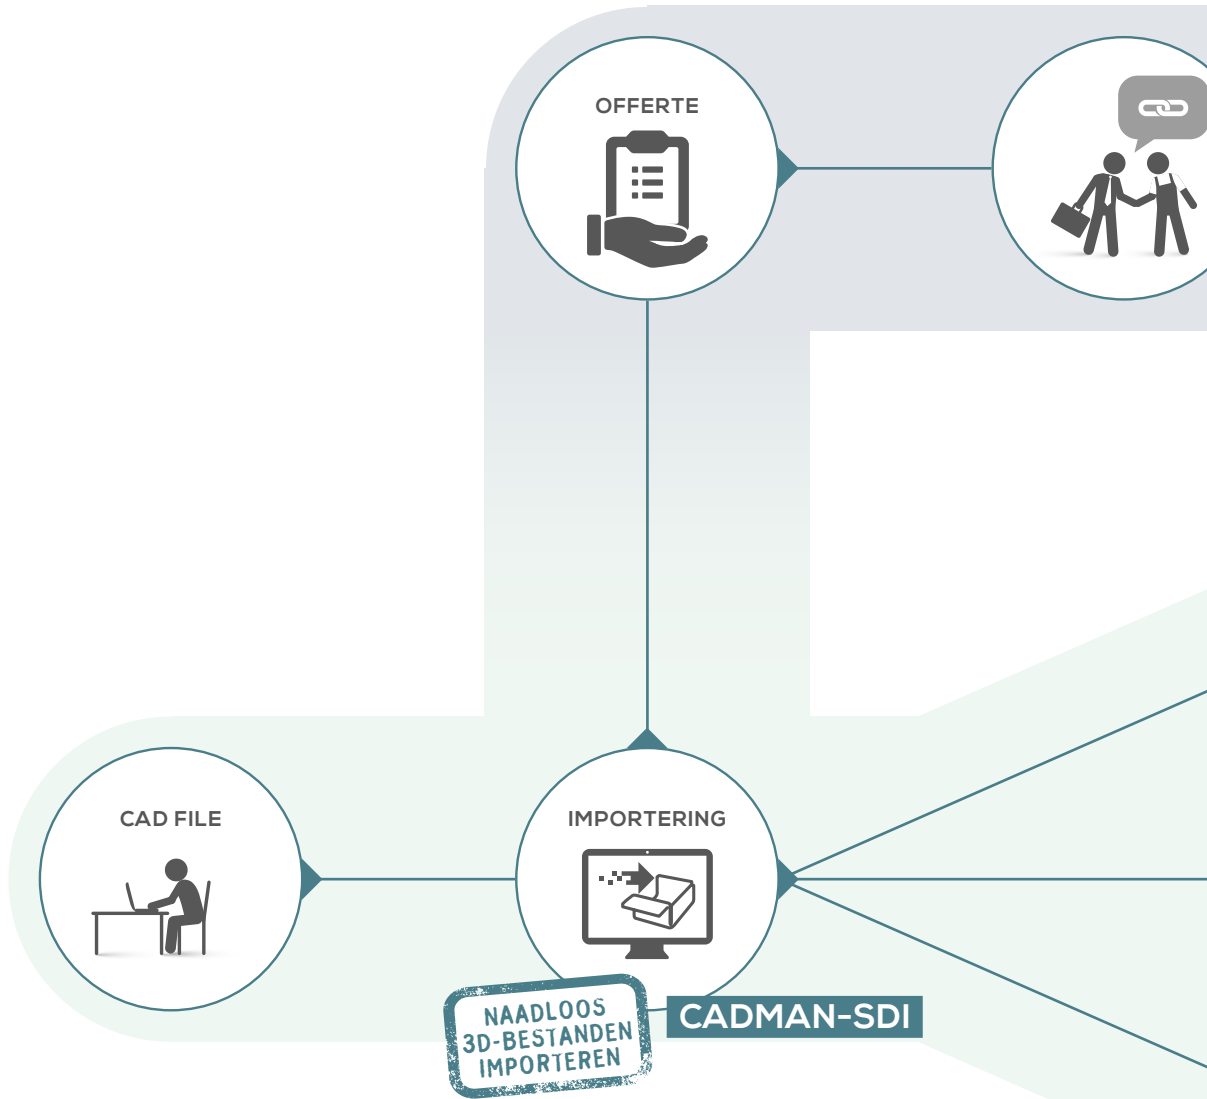 OFFERTE
CAD FILE
IMPORTERING
NAADLOOS
3D-BESTANDEN
IMPORTEREN
CADMAN-SDI